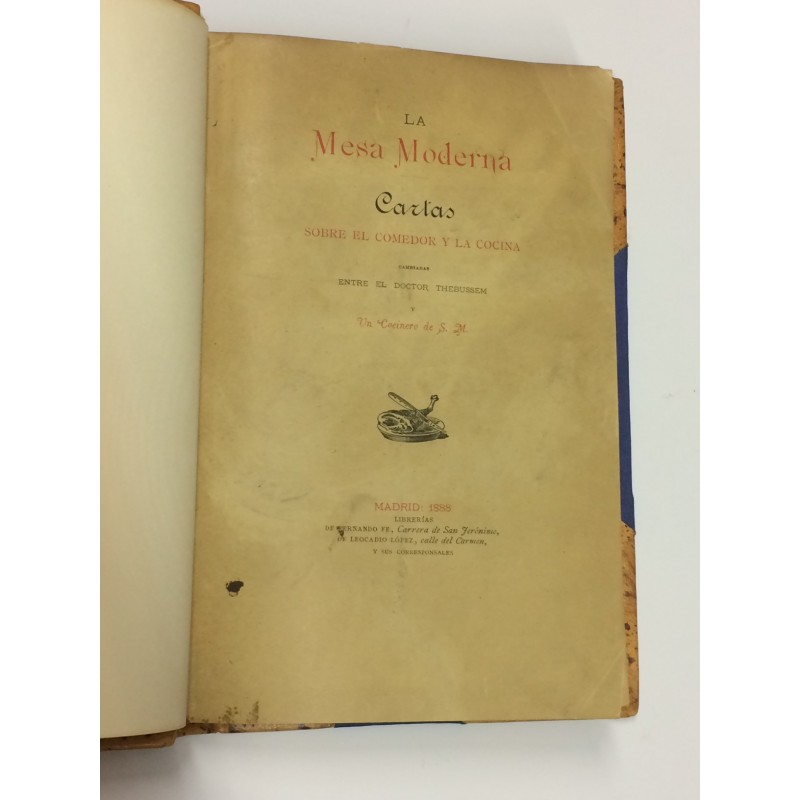 LA
Mesa Moderna
Cartas
SOBRE EL COMEDOR Y LA COCINA
CAMBIADAS
ENTRE EL DOCTOR THEBUSSEM
Y
Un Cocinero de S. M.
MADRID: 1888
LIBRERÍAS
DE FERNANDO FE, Carrera de San Jerónimo,
DE LEOCADIO LÓPEZ, calle del Carmen,
Y SUS CORRESPONSALES